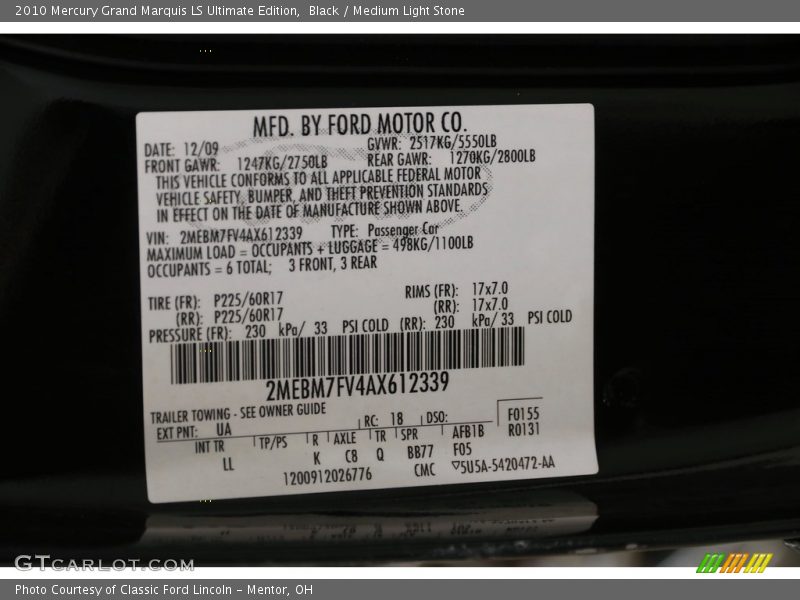 2010 Mercury Grand Marquis LS Ultimate Edition, Black / Medium Light Stone
MFD. BY FORD MOTOR CO.
DATE: 12/09 GVWR: 2517KG/5550LB
FRONT GAWR: 1247KG/2750LB REAR GAWR: 1270KG/2800LB
THIS VEHICLE CONFORMS TO ALL APPLICABLE FEDERAL MOTOR
VEHICLE SAFETY, BUMPER, AND THEFT PREVENTION STANDARDS
IN EFFECT ON THE DATE OF MANUFACTURE SHOWN ABOVE.
VIN: 2MEBM7FV4AX612339 TYPE: Passenger Car
MAXIMUM LOAD = OCCUPANTS + LUGGAGE = 498KG/1100LB
OCCUPANTS = 6 TOTAL; 3 FRONT, 3 REAR
TIRE (FR): P225/60R17 RIMS (FR): 17x7.0
(RR): P225/60R17 (RR): 17x7.0
PRESSURE (FR): 230 kPa/ 33 PSI COLD (RR): 230 kPa/ 33 PSI COLD
2MEBM7FV4AX612339
TRAILER TOWING - SEE OWNER GUIDE
EXT PNT: UA RC: 18 DSO: F0155
R0131
INT TR TP/PS R AXLE TR SPR AFB1B
LL K C8 Q BB77 F05
1200912026776 CMC ▽5U5A-5420472-AA
GTCARLOT.COM
Photo Courtesy of Classic Ford Lincoln - Mentor, OH